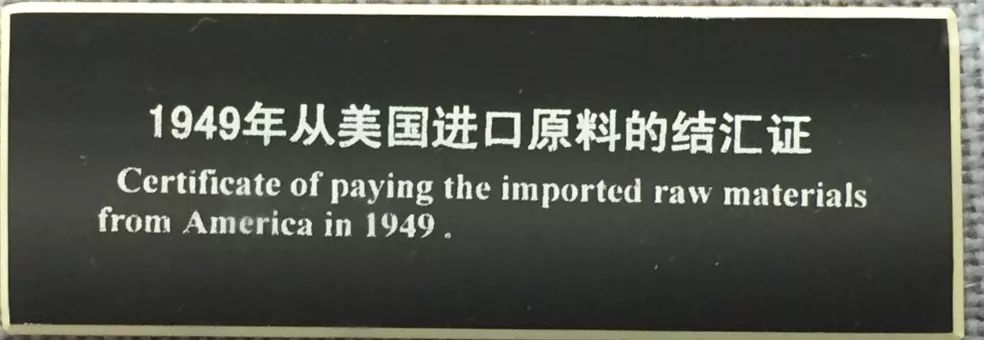 1949年从美国进口原料的结汇证
Certificate of paying the imported raw materials
from America in 1949 .